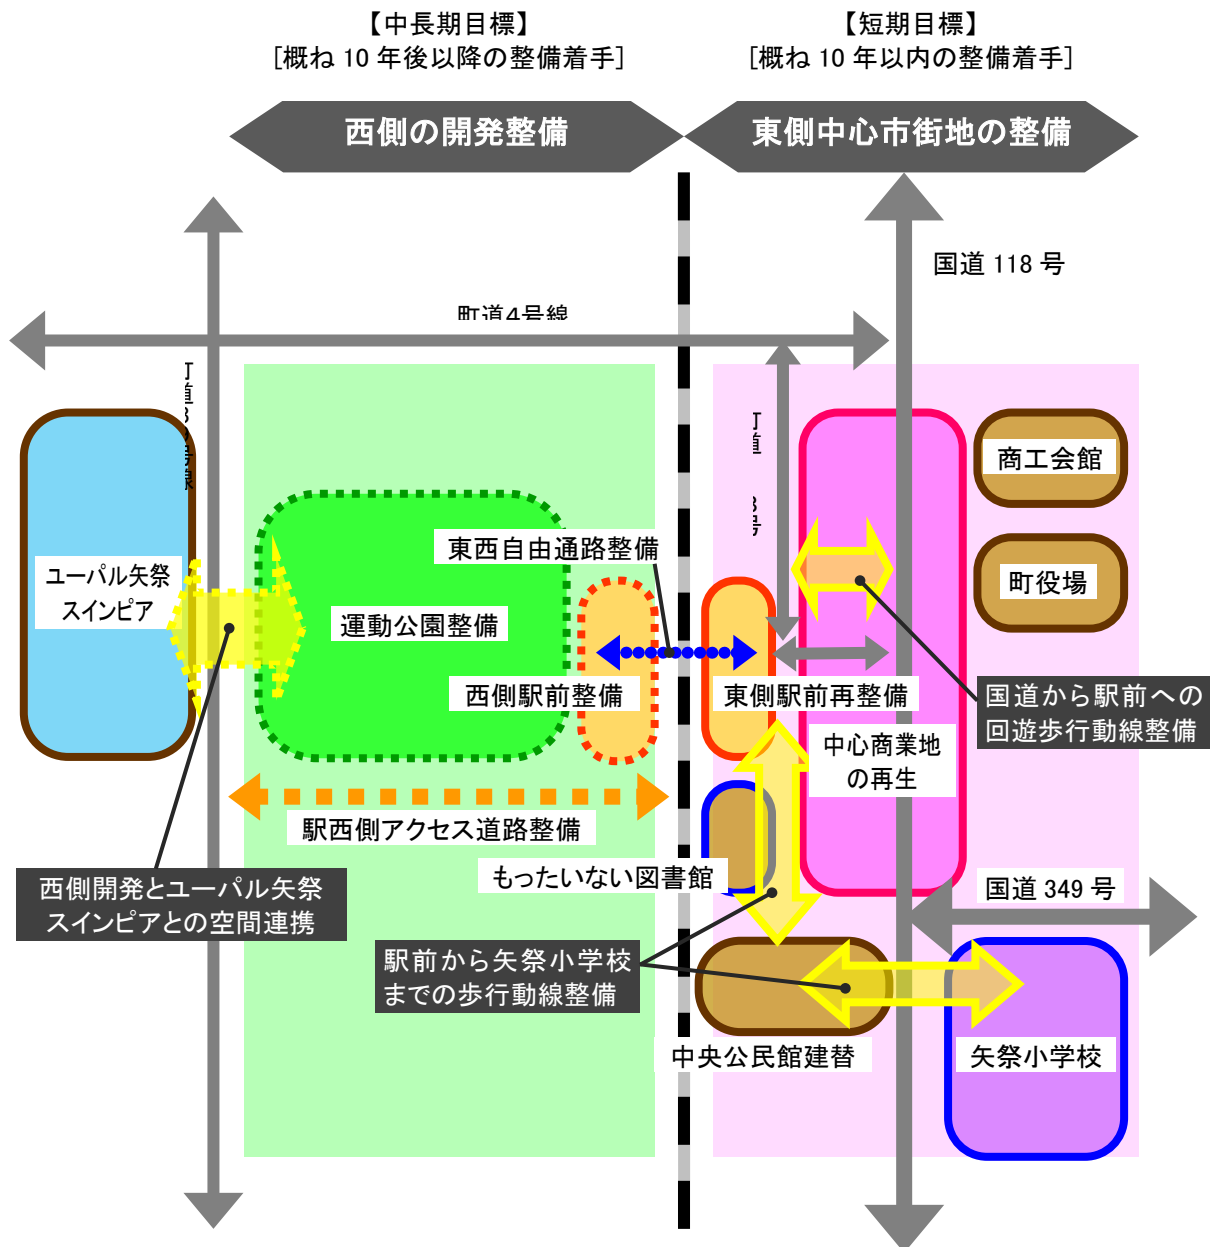 【中長期目標】
［概ね 10 年後以降の整備着手］
【短期目標】
［概ね 10 年以内の整備着手］
西側の開発整備
東側中心市街地の整備
国道 118 号
町道4号線
商工会館
東西自由通路整備
ユーパル矢祭
スインピア
町役場
運動公園整備
西側駅前整備
東側駅前再整備
国道から駅前への
回遊歩行動線整備
中心商業地
の再生
駅西側アクセス道路整備
もったいない図書館
国道 349 号
西側開発とユーパル矢祭
スインピアとの空間連携
駅前から矢祭小学校
までの歩行動線整備
中央公民館建替
矢祭小学校